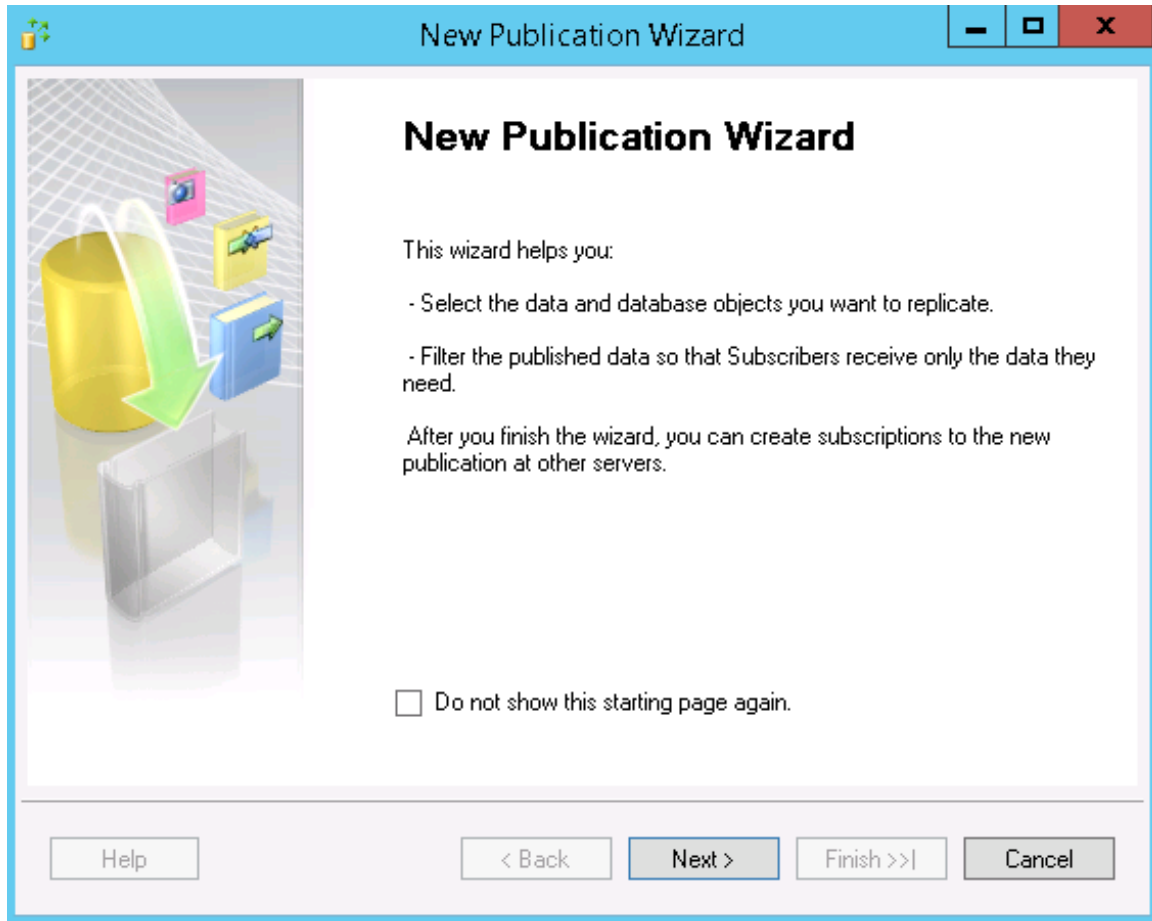 New Publication Wizard
New Publication Wizard
This wizard helps you:
- Select the data and database objects you want to replicate.
- Filter the published data so that Subscribers receive only the data they
need.
After you finish the wizard, you can create subscriptions to the new
publication at other servers.
Do not show this starting page again.
Help
< Back
Next >
Finish >>|
Cancel